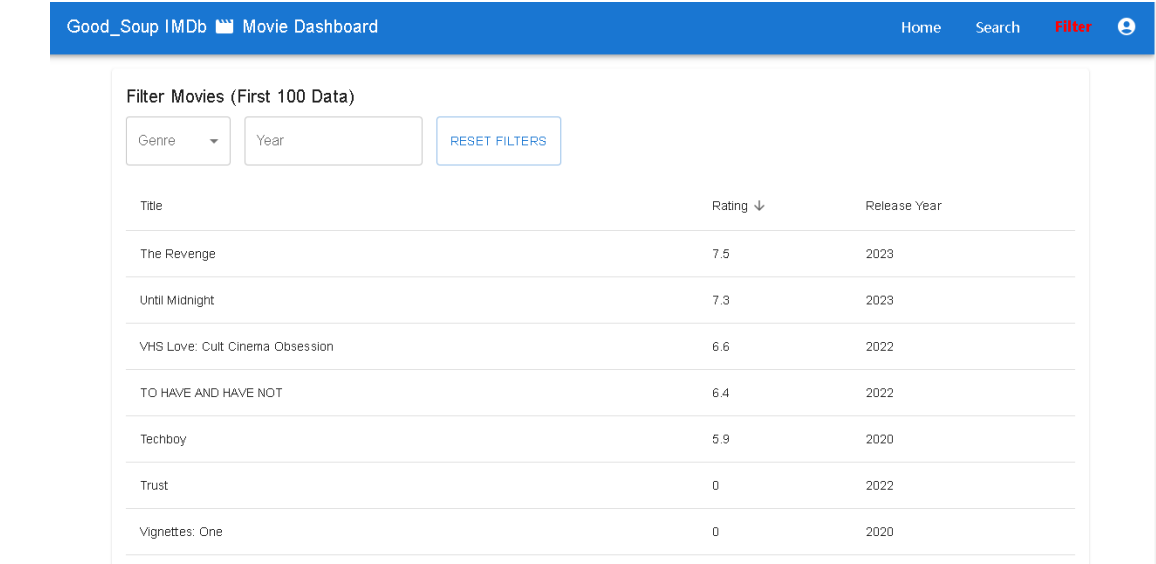 Good_Soup IMDb 🎬 Movie Dashboard Home Search Filter
Filter Movies (First 100 Data)
Genre Year RESET FILTERS
Title Rating Release Year
The Revenge 7.5 2023
Until Midnight 7.3 2023
VHS Love: Cult Cinema Obsession 6.6 2022
TO HAVE AND HAVE NOT 6.4 2022
Techboy 5.9 2020
Trust 0 2022
Vignettes: One 0 2020